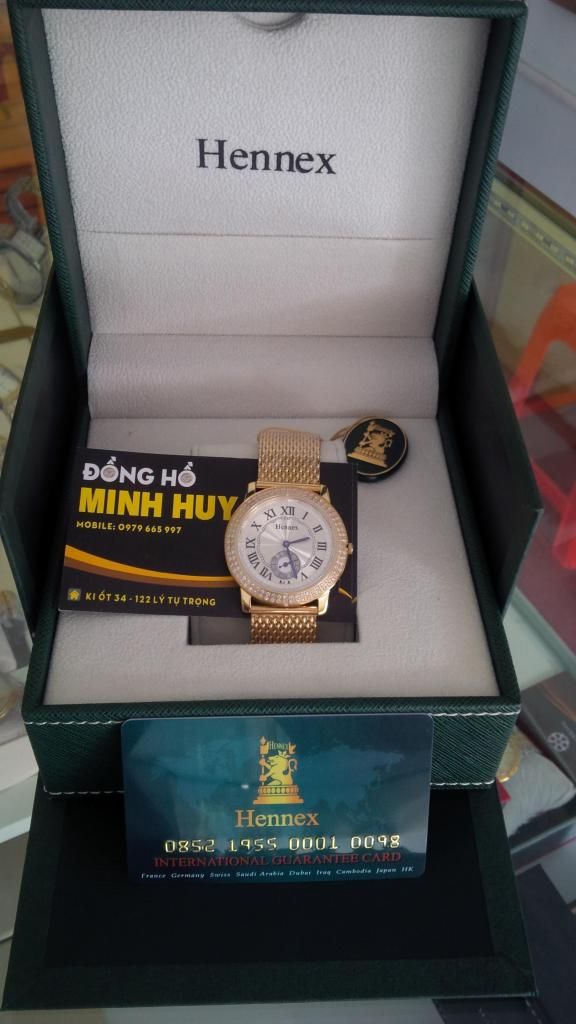 Hennex
ĐỒNG HỒ
MINH HUY
MOBILE: 0979 665 997
KI ÓT 34 - 122 LÝ TỰ TRỌNG
XII I II III IIII V VI VII VIII IX X XI
Hennex
HENNEX
Hennex
0852 1955 0001 0098
INTERNATIONAL GUARANTEE CARD
France Germany Swiss Saudi Arabia Dubai Iraq Cambodia Japan HK